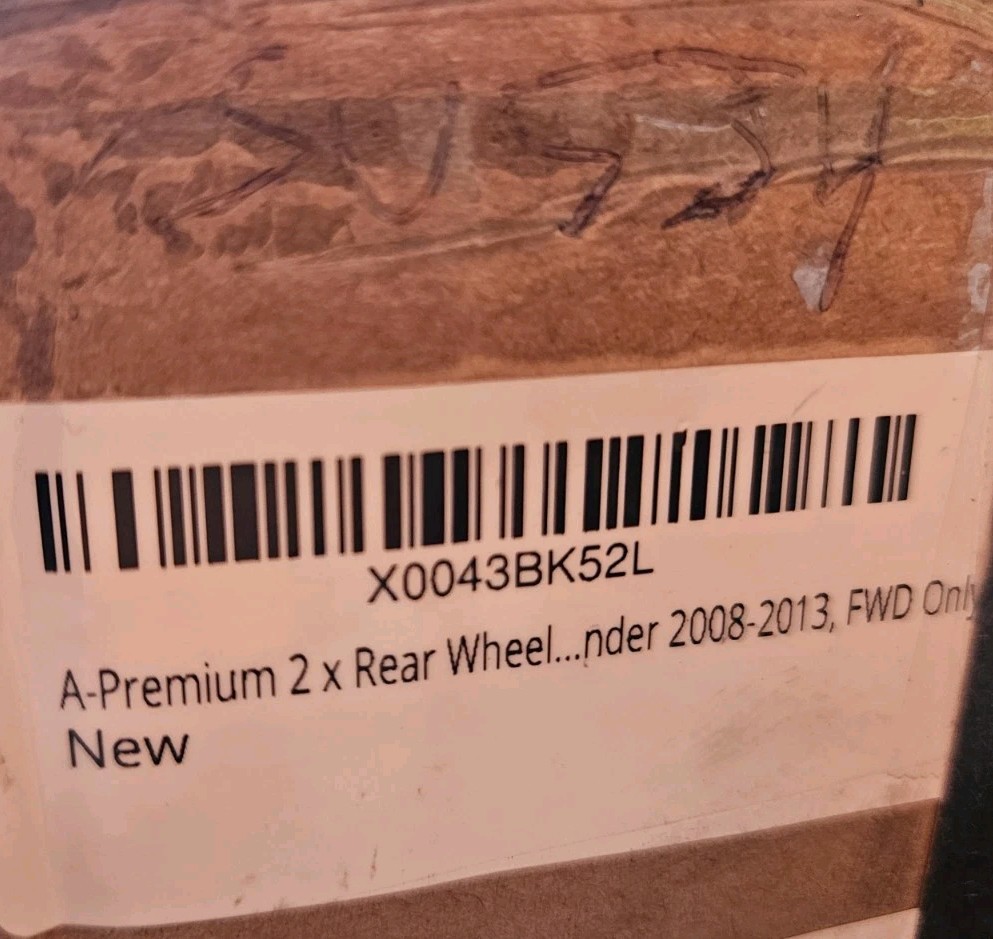 X0043BK52L
A-Premium 2 x Rear Wheel...nder 2008-2013, FWD Only
New